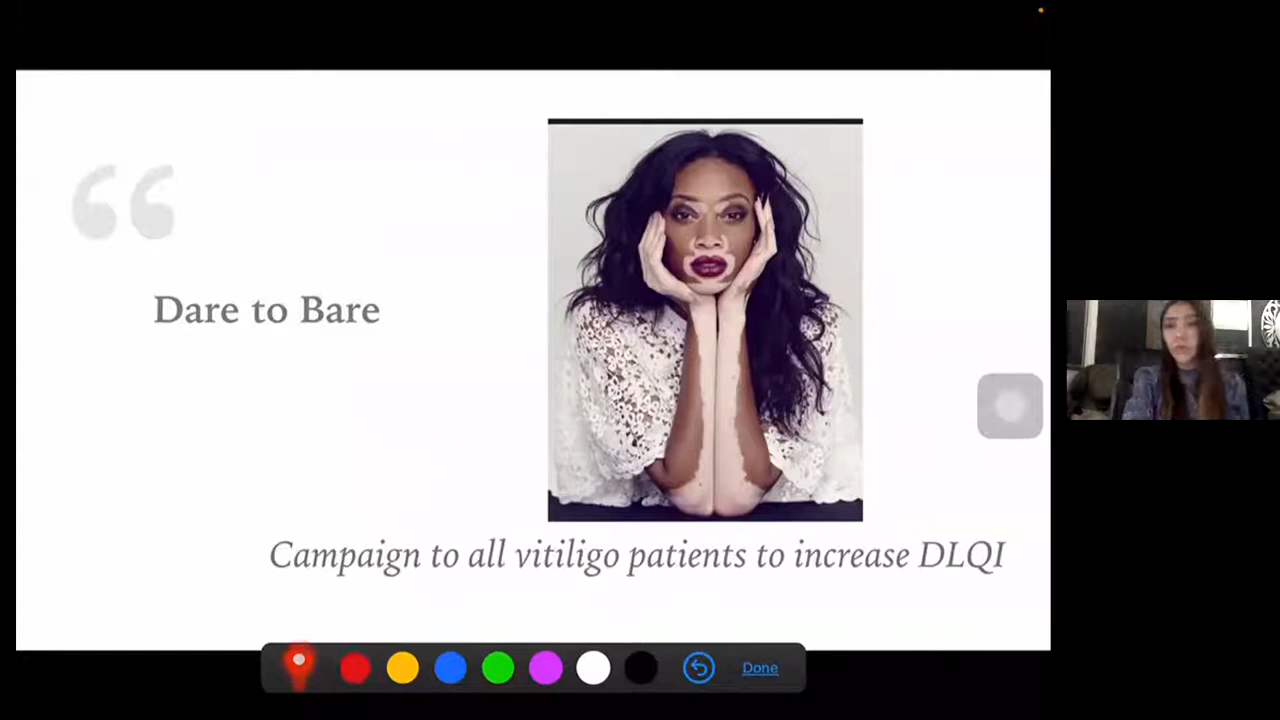 “
Dare to Bare
Campaign to all vitiligo patients to increase DLQI
Done